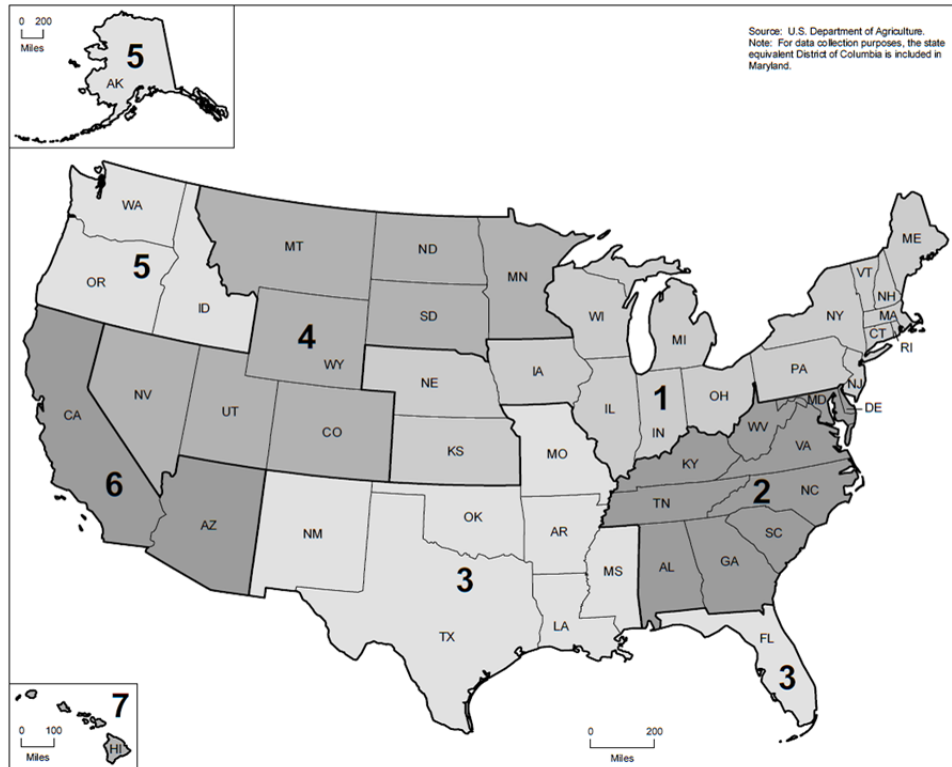 0 200
Miles
5
AK
Source: U.S. Department of Agriculture.
Note: For data collection purposes, the state
equivalent District of Columbia is included in
Maryland.
WA
OR
5
ID
MT
ND
MN
SD
4
WY
WI
MI
NY
VT
ME
NH
MA
CT
RI
PA
NJ
NV
UT
CO
CA
6
AZ
NE
KS
IA
IL
1
IN
OH
MD
DE
WV
VA
KY
2
NC
TN
SC
MO
NM
OK
AR
3
TX
LA
MS
AL
GA
FL
3
7
HI
0 100
Miles
0 200
Miles